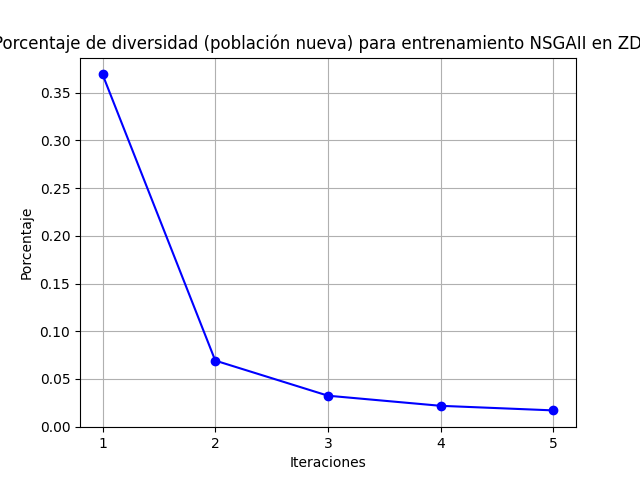 Porcentaje de diversidad (población nueva) para entrenamiento NSGAII en ZD
0.35
0.30
0.25
0.20
0.15
0.10
0.05
0.00
Porcentaje
1 2 3 4 5
Iteraciones